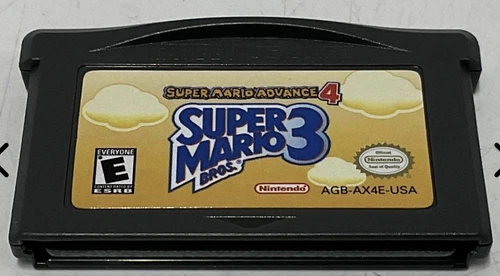 SUPER MARIO ADVANCE 4
SUPER
MARIO 3
BROS.
EVERYONE
E
CONTENT RATED BY
ESRB
Nintendo
Official
Nintendo
Seal of Quality
AGB-AX4E-USA